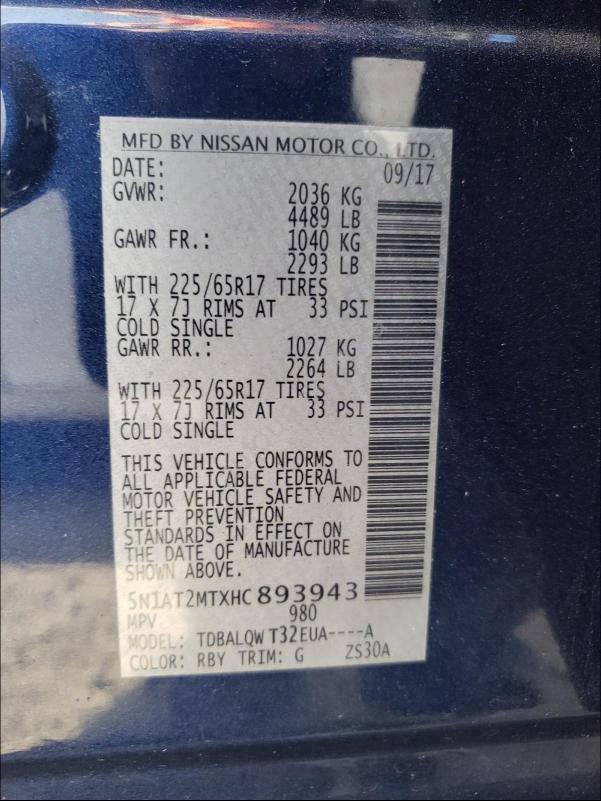 MFD BY NISSAN MOTOR CO., LTD.
DATE: 09/17
GVWR: 2036 KG
4489 LB
GAWR FR.: 1040 KG
2293 LB
WITH 225/65R17 TIRES
17 X 7J RIMS AT 33 PSI
COLD SINGLE
GAWR RR.: 1027 KG
2264 LB
WITH 225/65R17 TIRES
17 X 7J RIMS AT 33 PSI
COLD SINGLE
THIS VEHICLE CONFORMS TO
ALL APPLICABLE FEDERAL
MOTOR VEHICLE SAFETY AND
THEFT PREVENTION
STANDARDS IN EFFECT ON
THE DATE OF MANUFACTURE
SHOWN ABOVE.
5N1AT2MTXHC893943
MPV 980
MODEL: TDBALQW T32EUA----A
COLOR: RBY TRIM: G ZS30A